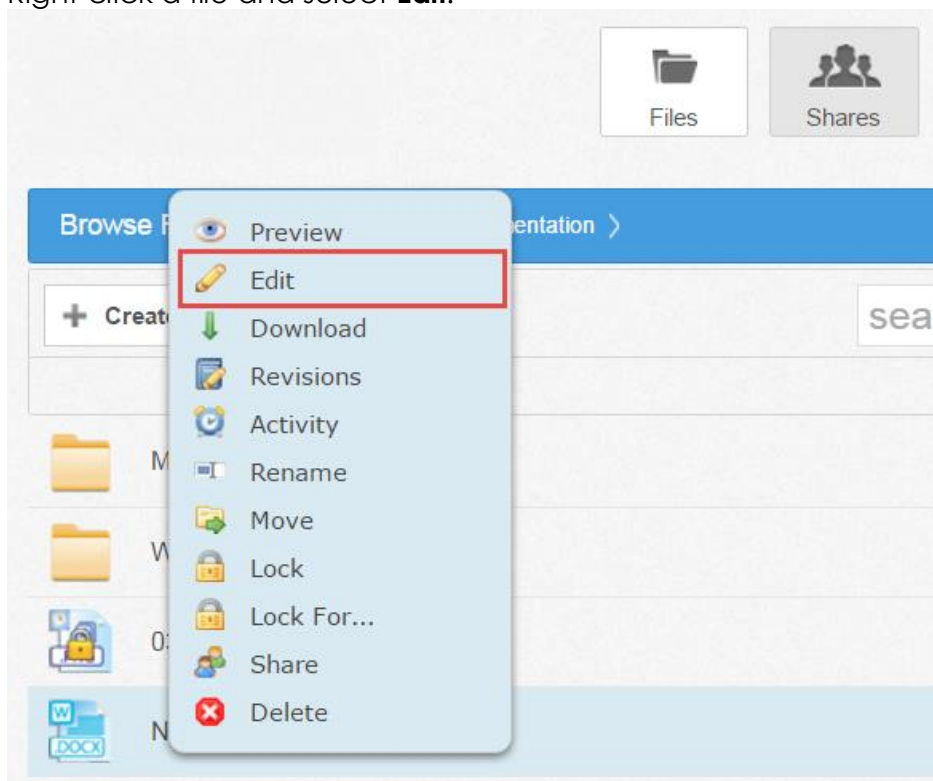 Right-click a file and select Edit.
Files
Shares
Browse
entation 〉
Preview
Edit
+ Create
sea
Download
Revisions
Activity
Rename
Move
Lock
Lock For...
Share
Delete
W
.DOCX